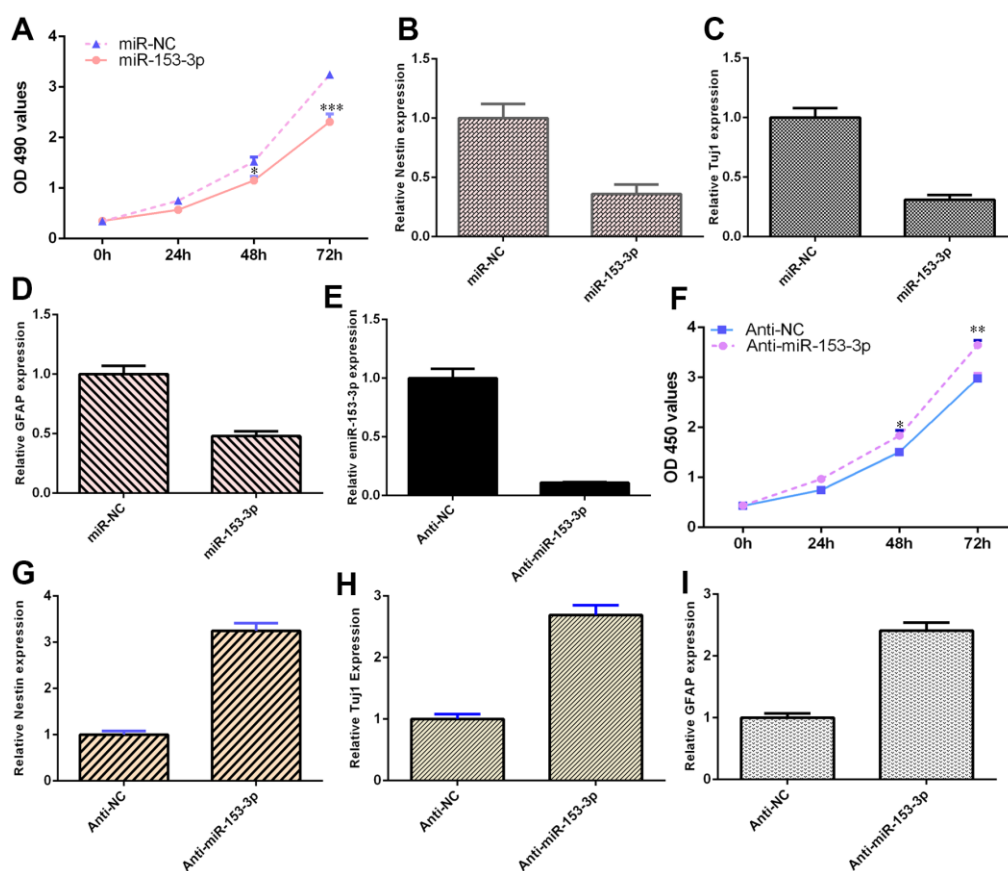 A
miR-NC
miR-153-3p
OD 490 values
4
3
2
1
0
***
*
0h 24h 48h 72h
B
Relative Nestin expression
1.5
1.0
0.5
0.0
miR-NC
miR-153-3p
C
Relative Tuj1 expression
1.5
1.0
0.5
0.0
miR-NC
miR-153-3p
D
Relative GFAP expression
1.5
1.0
0.5
0.0
miR-NC
miR-153-3p
E
Relativ emiR-153-3p expression
1.5
1.0
0.5
0.0
Anti-NC
Anti-miR-153-3p
F
Anti-NC
Anti-miR-153-3p
OD 450 values
4
3
2
1
0
**
*
0h 24h 48h 72h
G
Relative Nestin expression
4
3
2
1
0
Anti-NC
Anti-miR-153-3p
H
Relative Tuj1 Expression
3
2
1
0
Anti-NC
Anti-miR-153-3p
I
Relative GFAP expression
3
2
1
0
Anti-NC
Anti-miR-153-3p